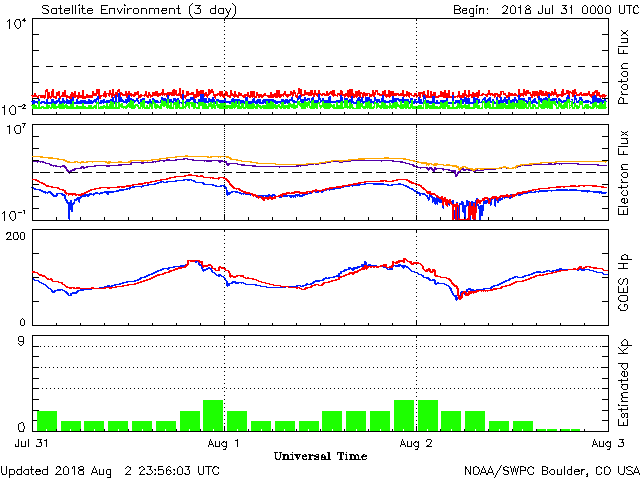 Satellite Environment (3 day)
Begin: 2018 Jul 31 0000 UTC
10⁴
10⁻²
Proton Flux
10⁷
10⁻¹
Electron Flux
200
0
GOES Hp
9
0
Estimated Kp
Jul 31
Aug 1
Aug 2
Aug 3
Universal Time
Updated 2018 Aug 2 23:56:03 UTC
NOAA/SWPC Boulder, CO USA